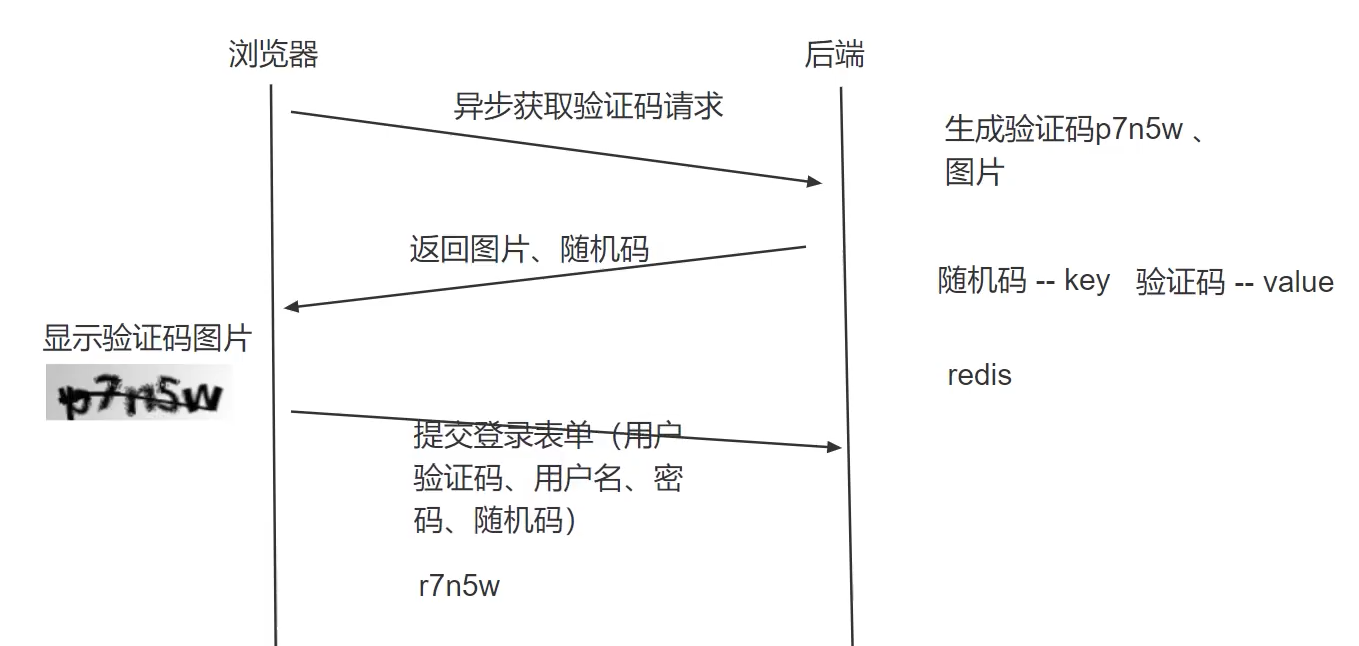 浏览器
后端
异步获取验证码请求
生成验证码p7n5w 、
图片
返回图片、随机码
随机码 -- key 验证码 -- value
显示验证码图片
p7n5w
redis
提交登录表单（用户
验证码、用户名、密
码、随机码）
r7n5w